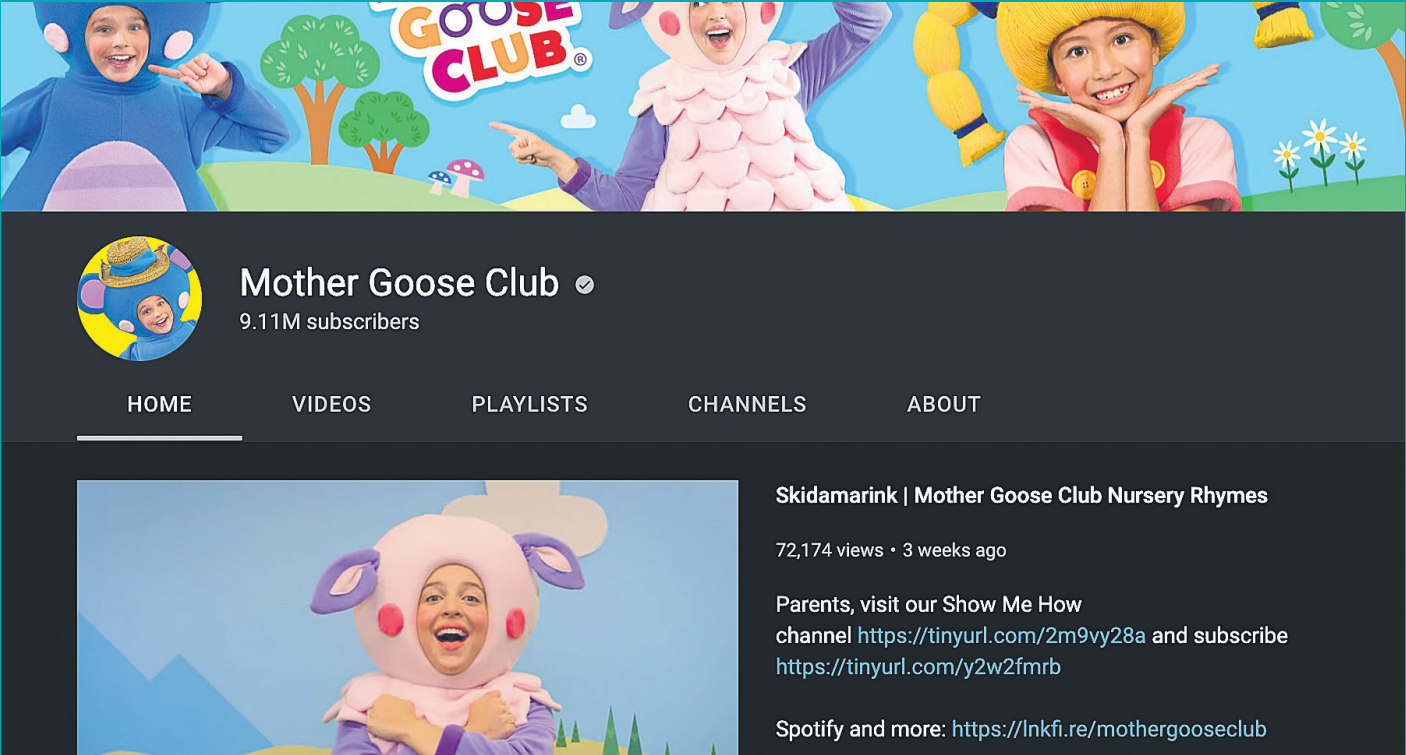 GOOSE
CLUB®
Mother Goose Club
9.11M subscribers
HOME VIDEOS PLAYLISTS CHANNELS ABOUT
Skidamarink | Mother Goose Club Nursery Rhymes
72,174 views • 3 weeks ago
Parents, visit our Show Me How
channel https://tinyurl.com/2m9vy28a and subscribe
https://tinyurl.com/y2w2fmrb
Spotify and more: https://lnkfi.re/mothergooseclub